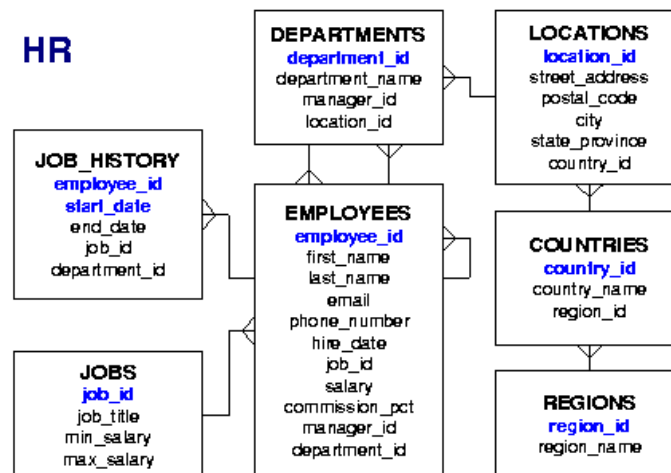 HR
DEPARTMENTS
department_id
department_name
manager_id
location_id
LOCATIONS
location_id
street_address
postal_code
city
state_province
country_id
JOB_HISTORY
employee_id
start_date
end_date
job_id
department_id
EMPLOYEES
employee_id
first_name
last_name
email
phone_number
hire_date
job_id
salary
commission_pct
manager_id
department_id
COUNTRIES
country_id
country_name
region_id
JOBS
job_id
job_title
min_salary
max_salary
REGIONS
region_id
region_name